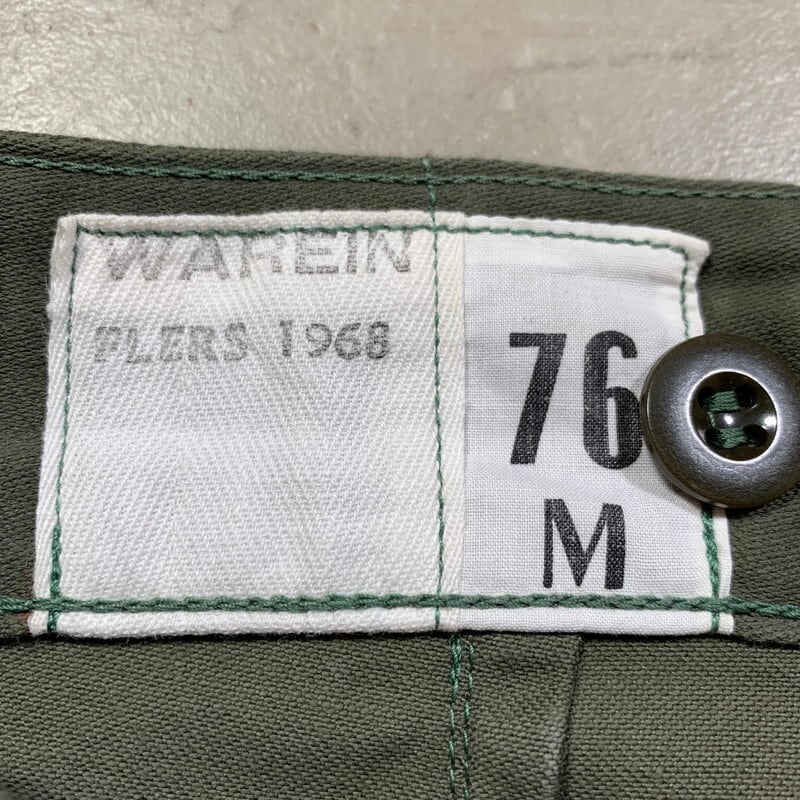 WAREIN
FLERS 1968
76
M